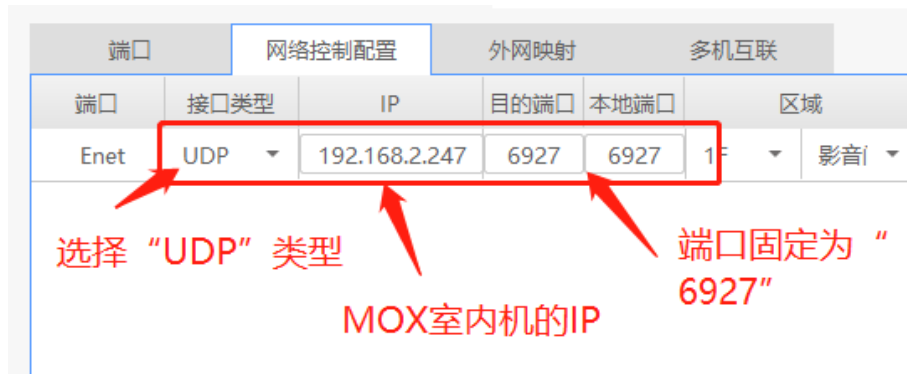 端口 网络控制配置 外网映射 多机互联
端口 接口类型 IP 目的端口 本地端口 区域
Enet UDP 192.168.2.247 6927 6927 影音
选择“UDP”类型
端口固定为“
6927”
MOX室内机的IP